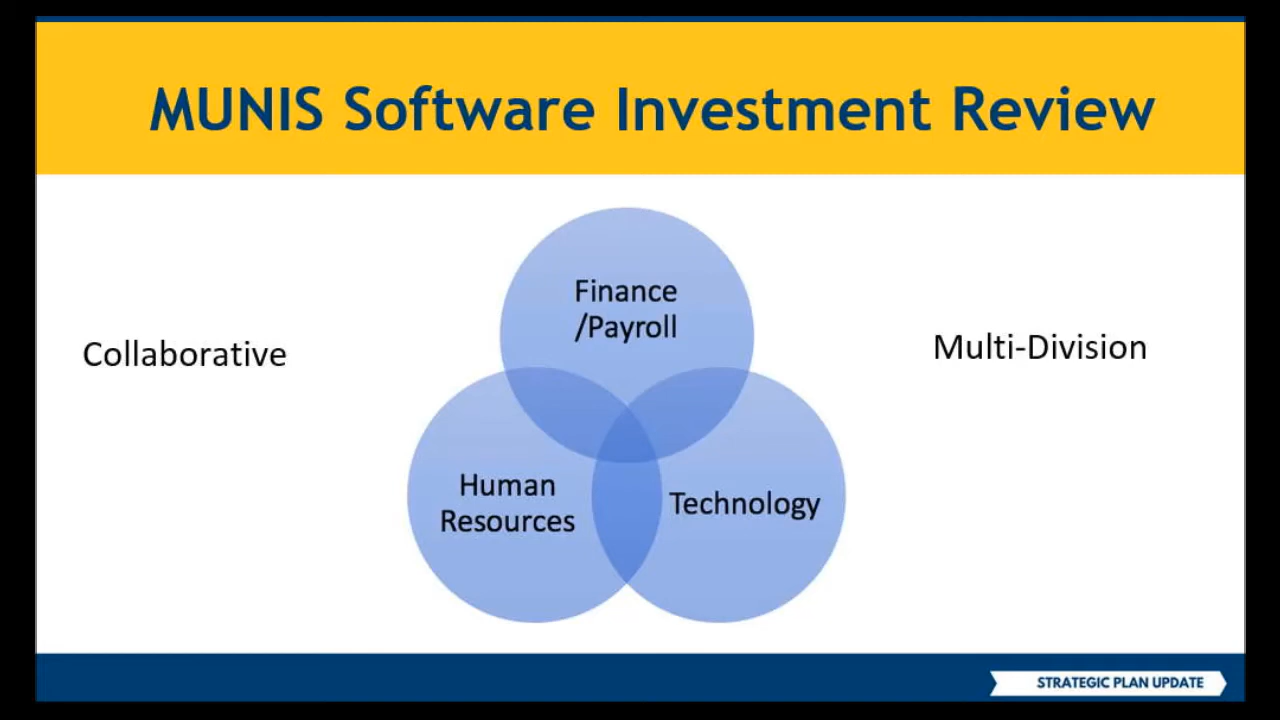 MUNIS Software Investment Review
Finance
/Payroll
Collaborative
Multi-Division
Human
Resources
Technology
STRATEGIC PLAN UPDATE